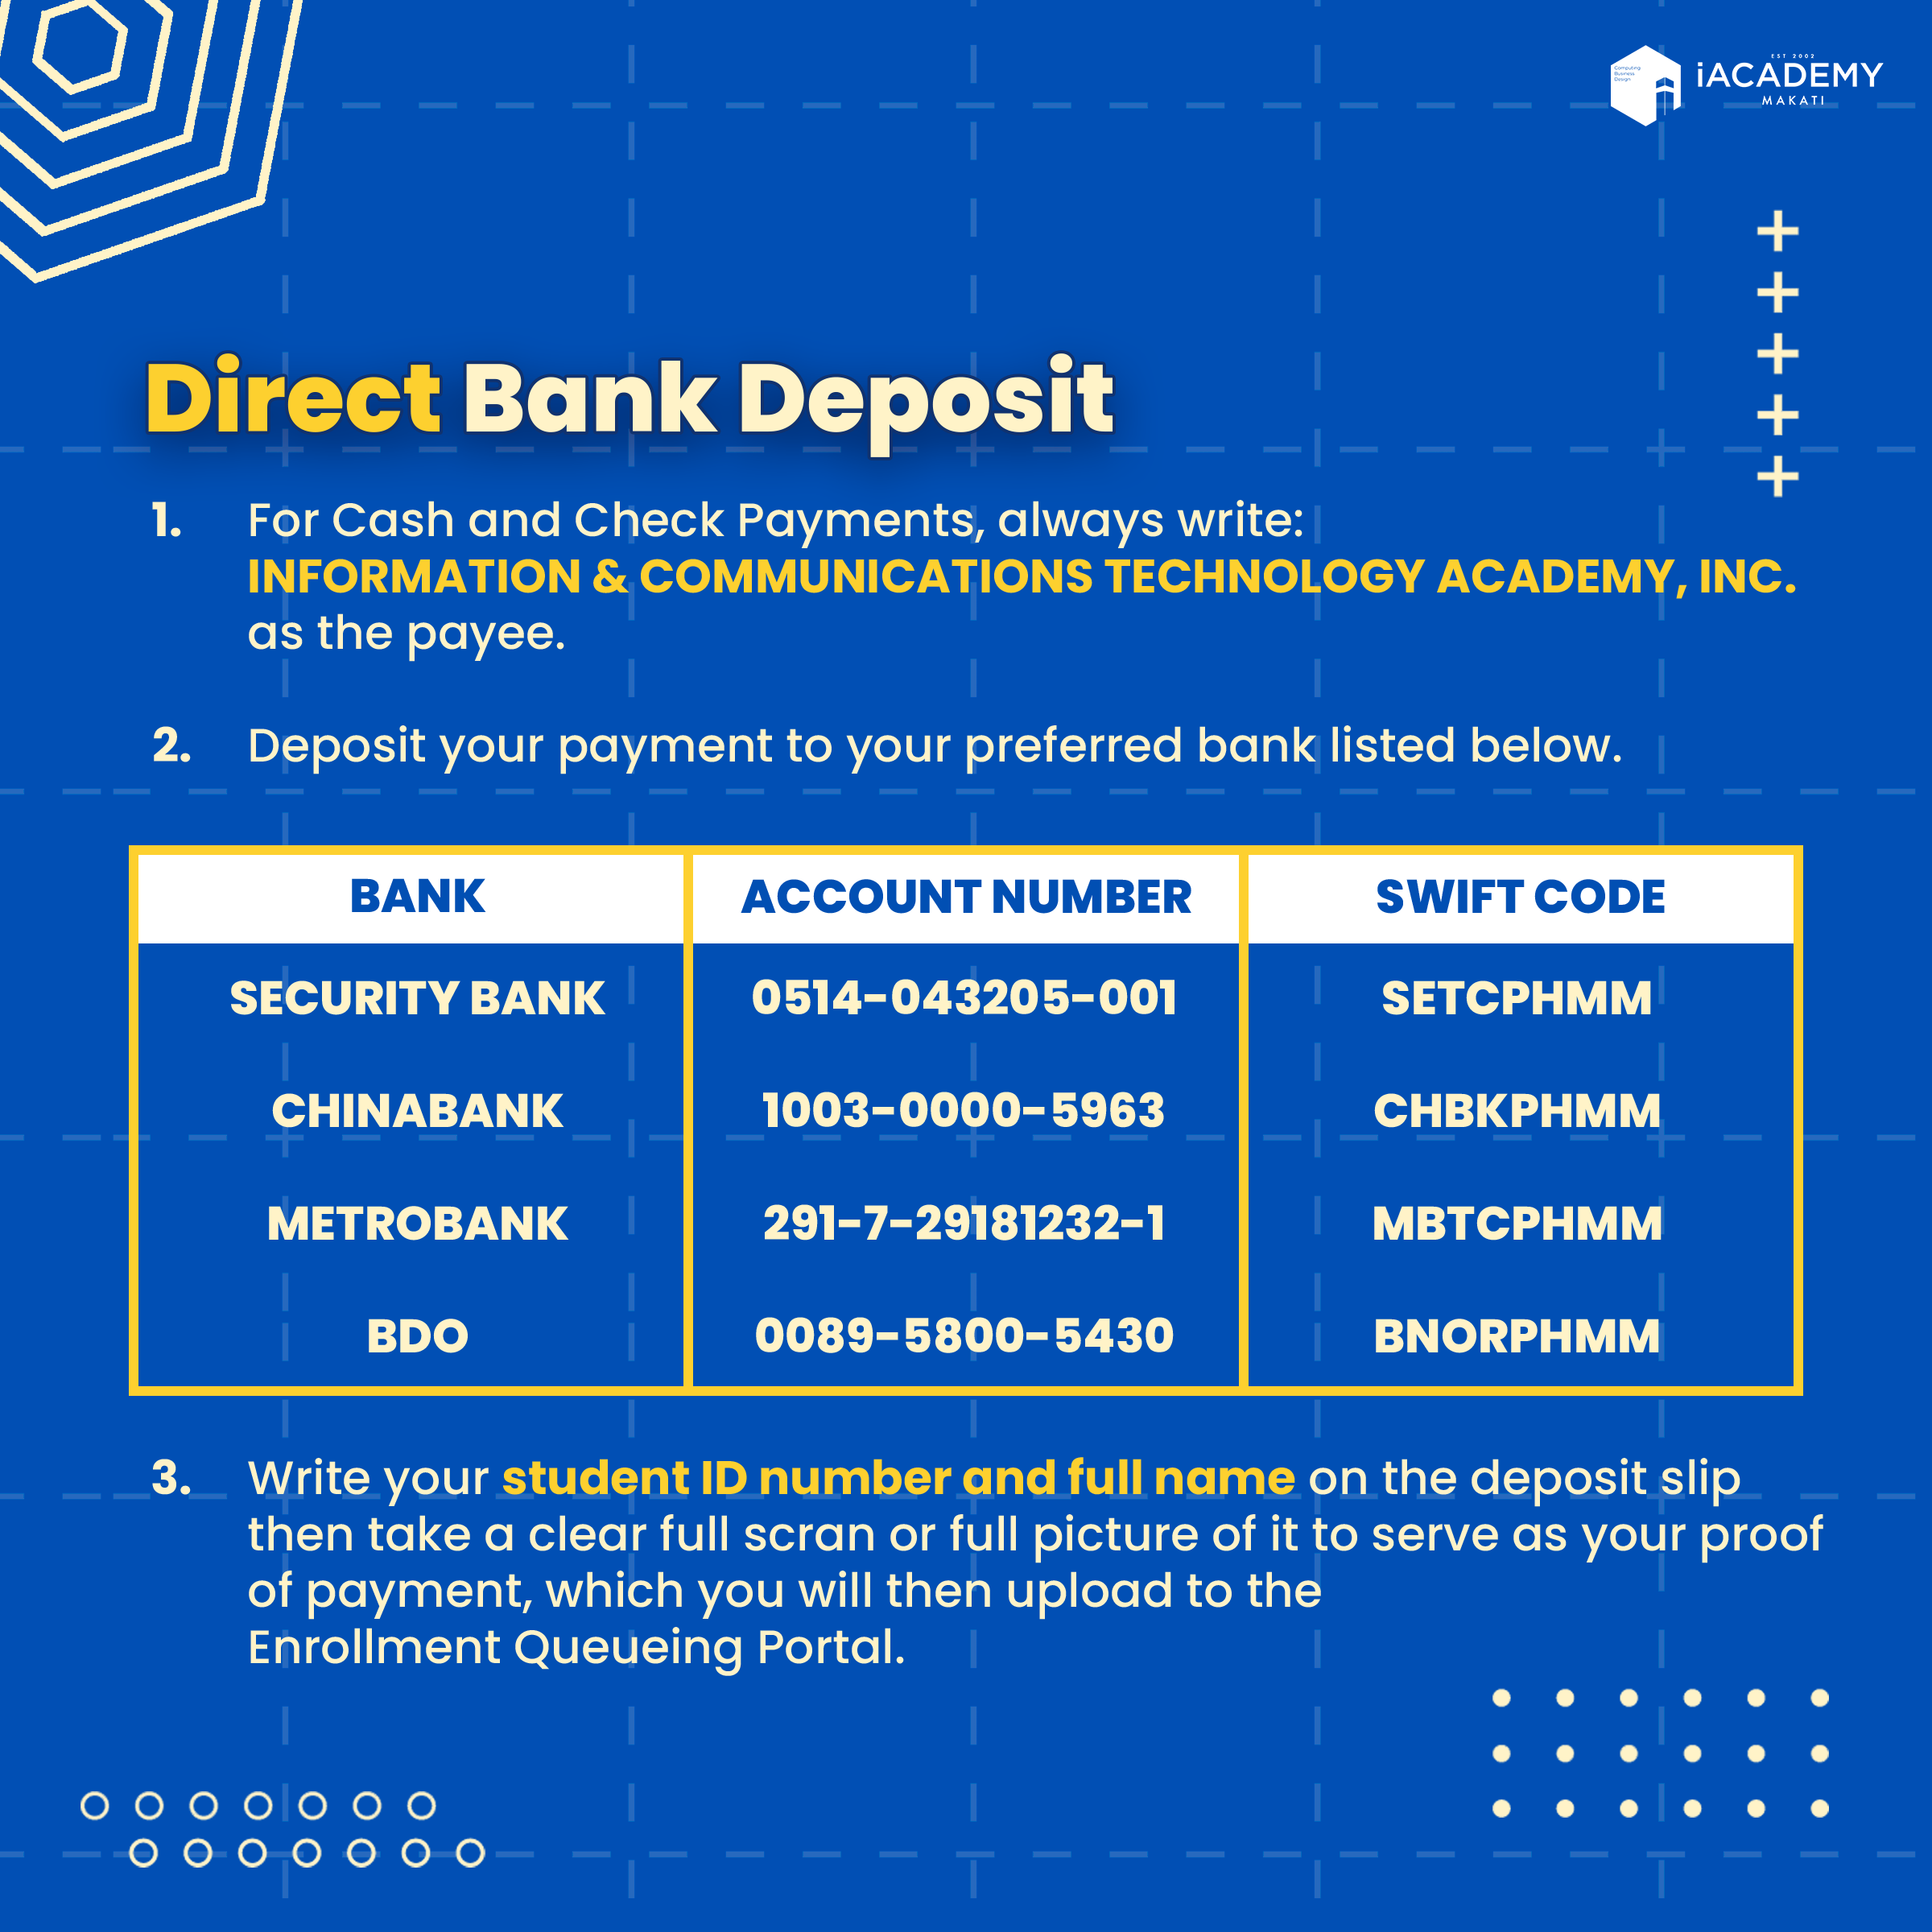 Computing
Business
Design
EST 2002
iACADEMY
MAKATI
Direct Bank Deposit
1. For Cash and Check Payments, always write:
INFORMATION & COMMUNICATIONS TECHNOLOGY ACADEMY, INC.
as the payee.
2. Deposit your payment to your preferred bank listed below.
BANK ACCOUNT NUMBER SWIFT CODE
SECURITY BANK 0514-043205-001 SETCPHMM
CHINABANK 1003-0000-5963 CHBKPHMM
METROBANK 291-7-29181232-1 MBTCPHMM
BDO 0089-5800-5430 BNORPHMM
3. Write your student ID number and full name on the deposit slip
then take a clear full scran or full picture of it to serve as your proof
of payment, which you will then upload to the
Enrollment Queueing Portal.